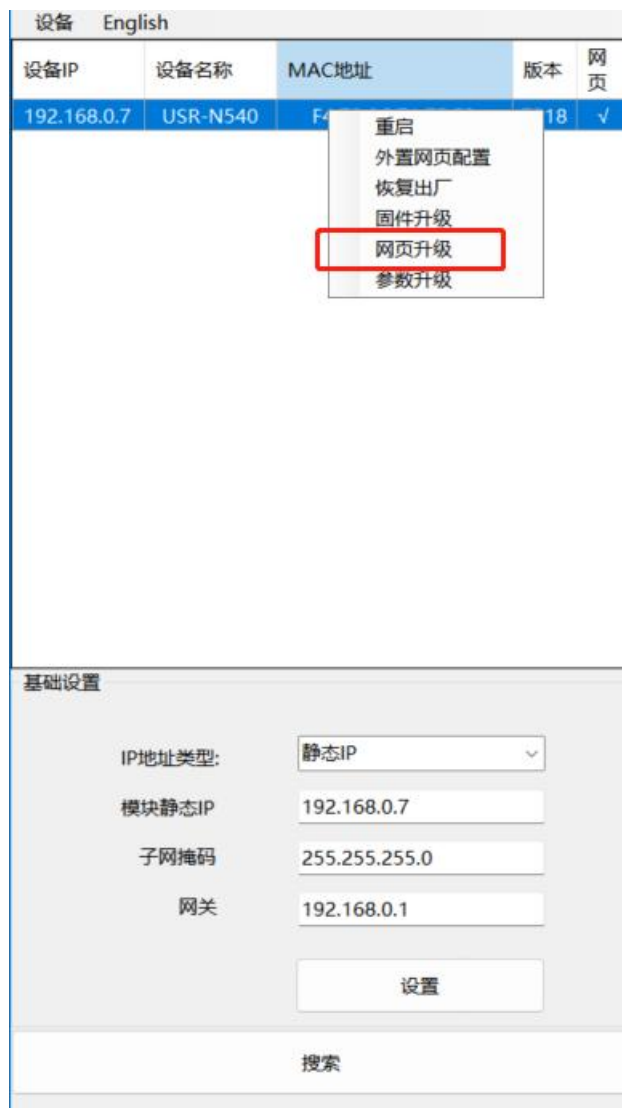 设备 English
设备IP 设备名称 MAC地址 版本 网页
192.168.0.7 USR-N540 F4 18 √
重启
外置网页配置
恢复出厂
固件升级
网页升级
参数升级
基础设置
IP地址类型: 静态IP
模块静态IP 192.168.0.7
子网掩码 255.255.255.0
网关 192.168.0.1
设置
搜索